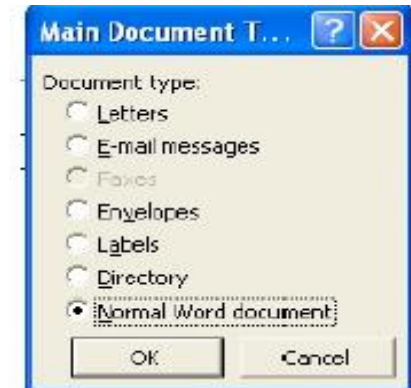 Main Document T...
Document type:
Letters
E-mail messages
Faxes
Envelopes
Labels
Directory
Normal Word document
OK Cancel